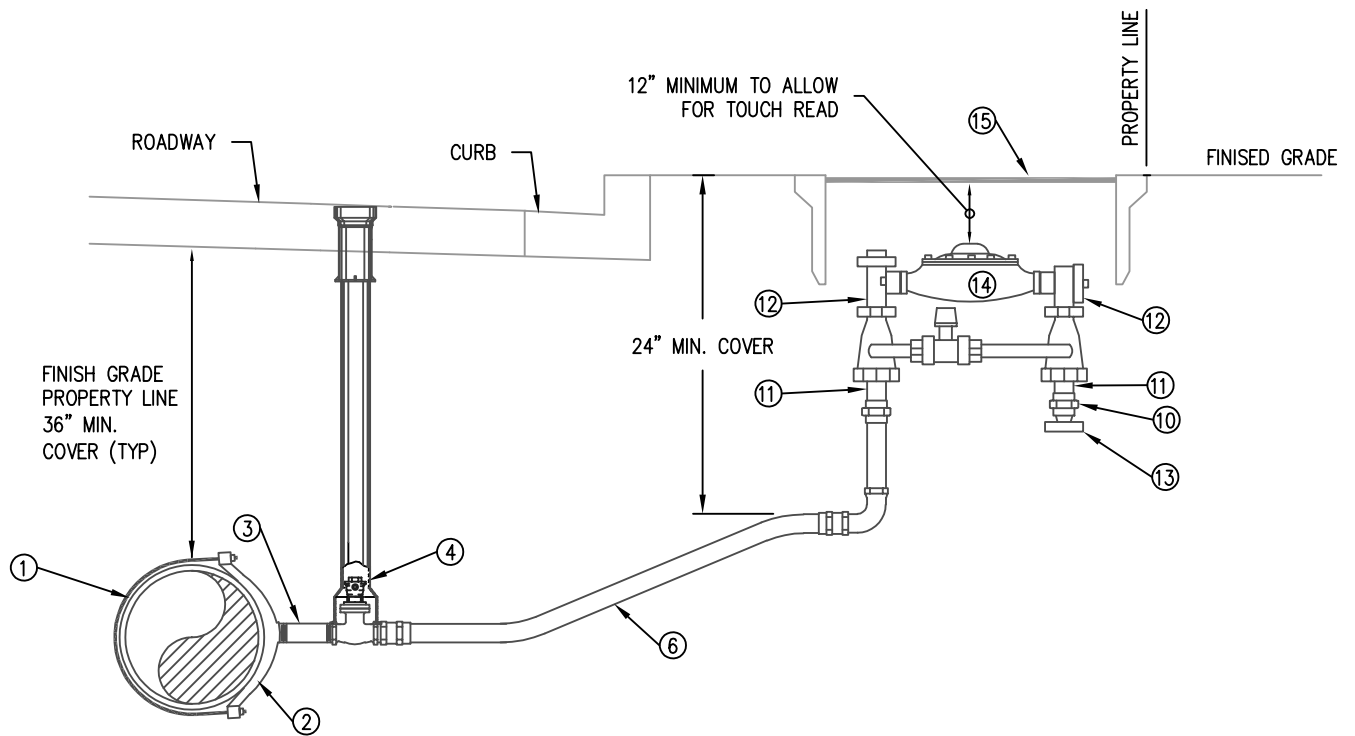 PROPERTY LINE
12” MINIMUM TO ALLOW
FOR TOUCH READ
15
ROADWAY
CURB
FINISED GRADE
14
12
12
24” MIN. COVER
FINISH GRADE
PROPERTY LINE
36” MIN.
COVER (TYP)
11
11
10
13
3
4
1
6
2